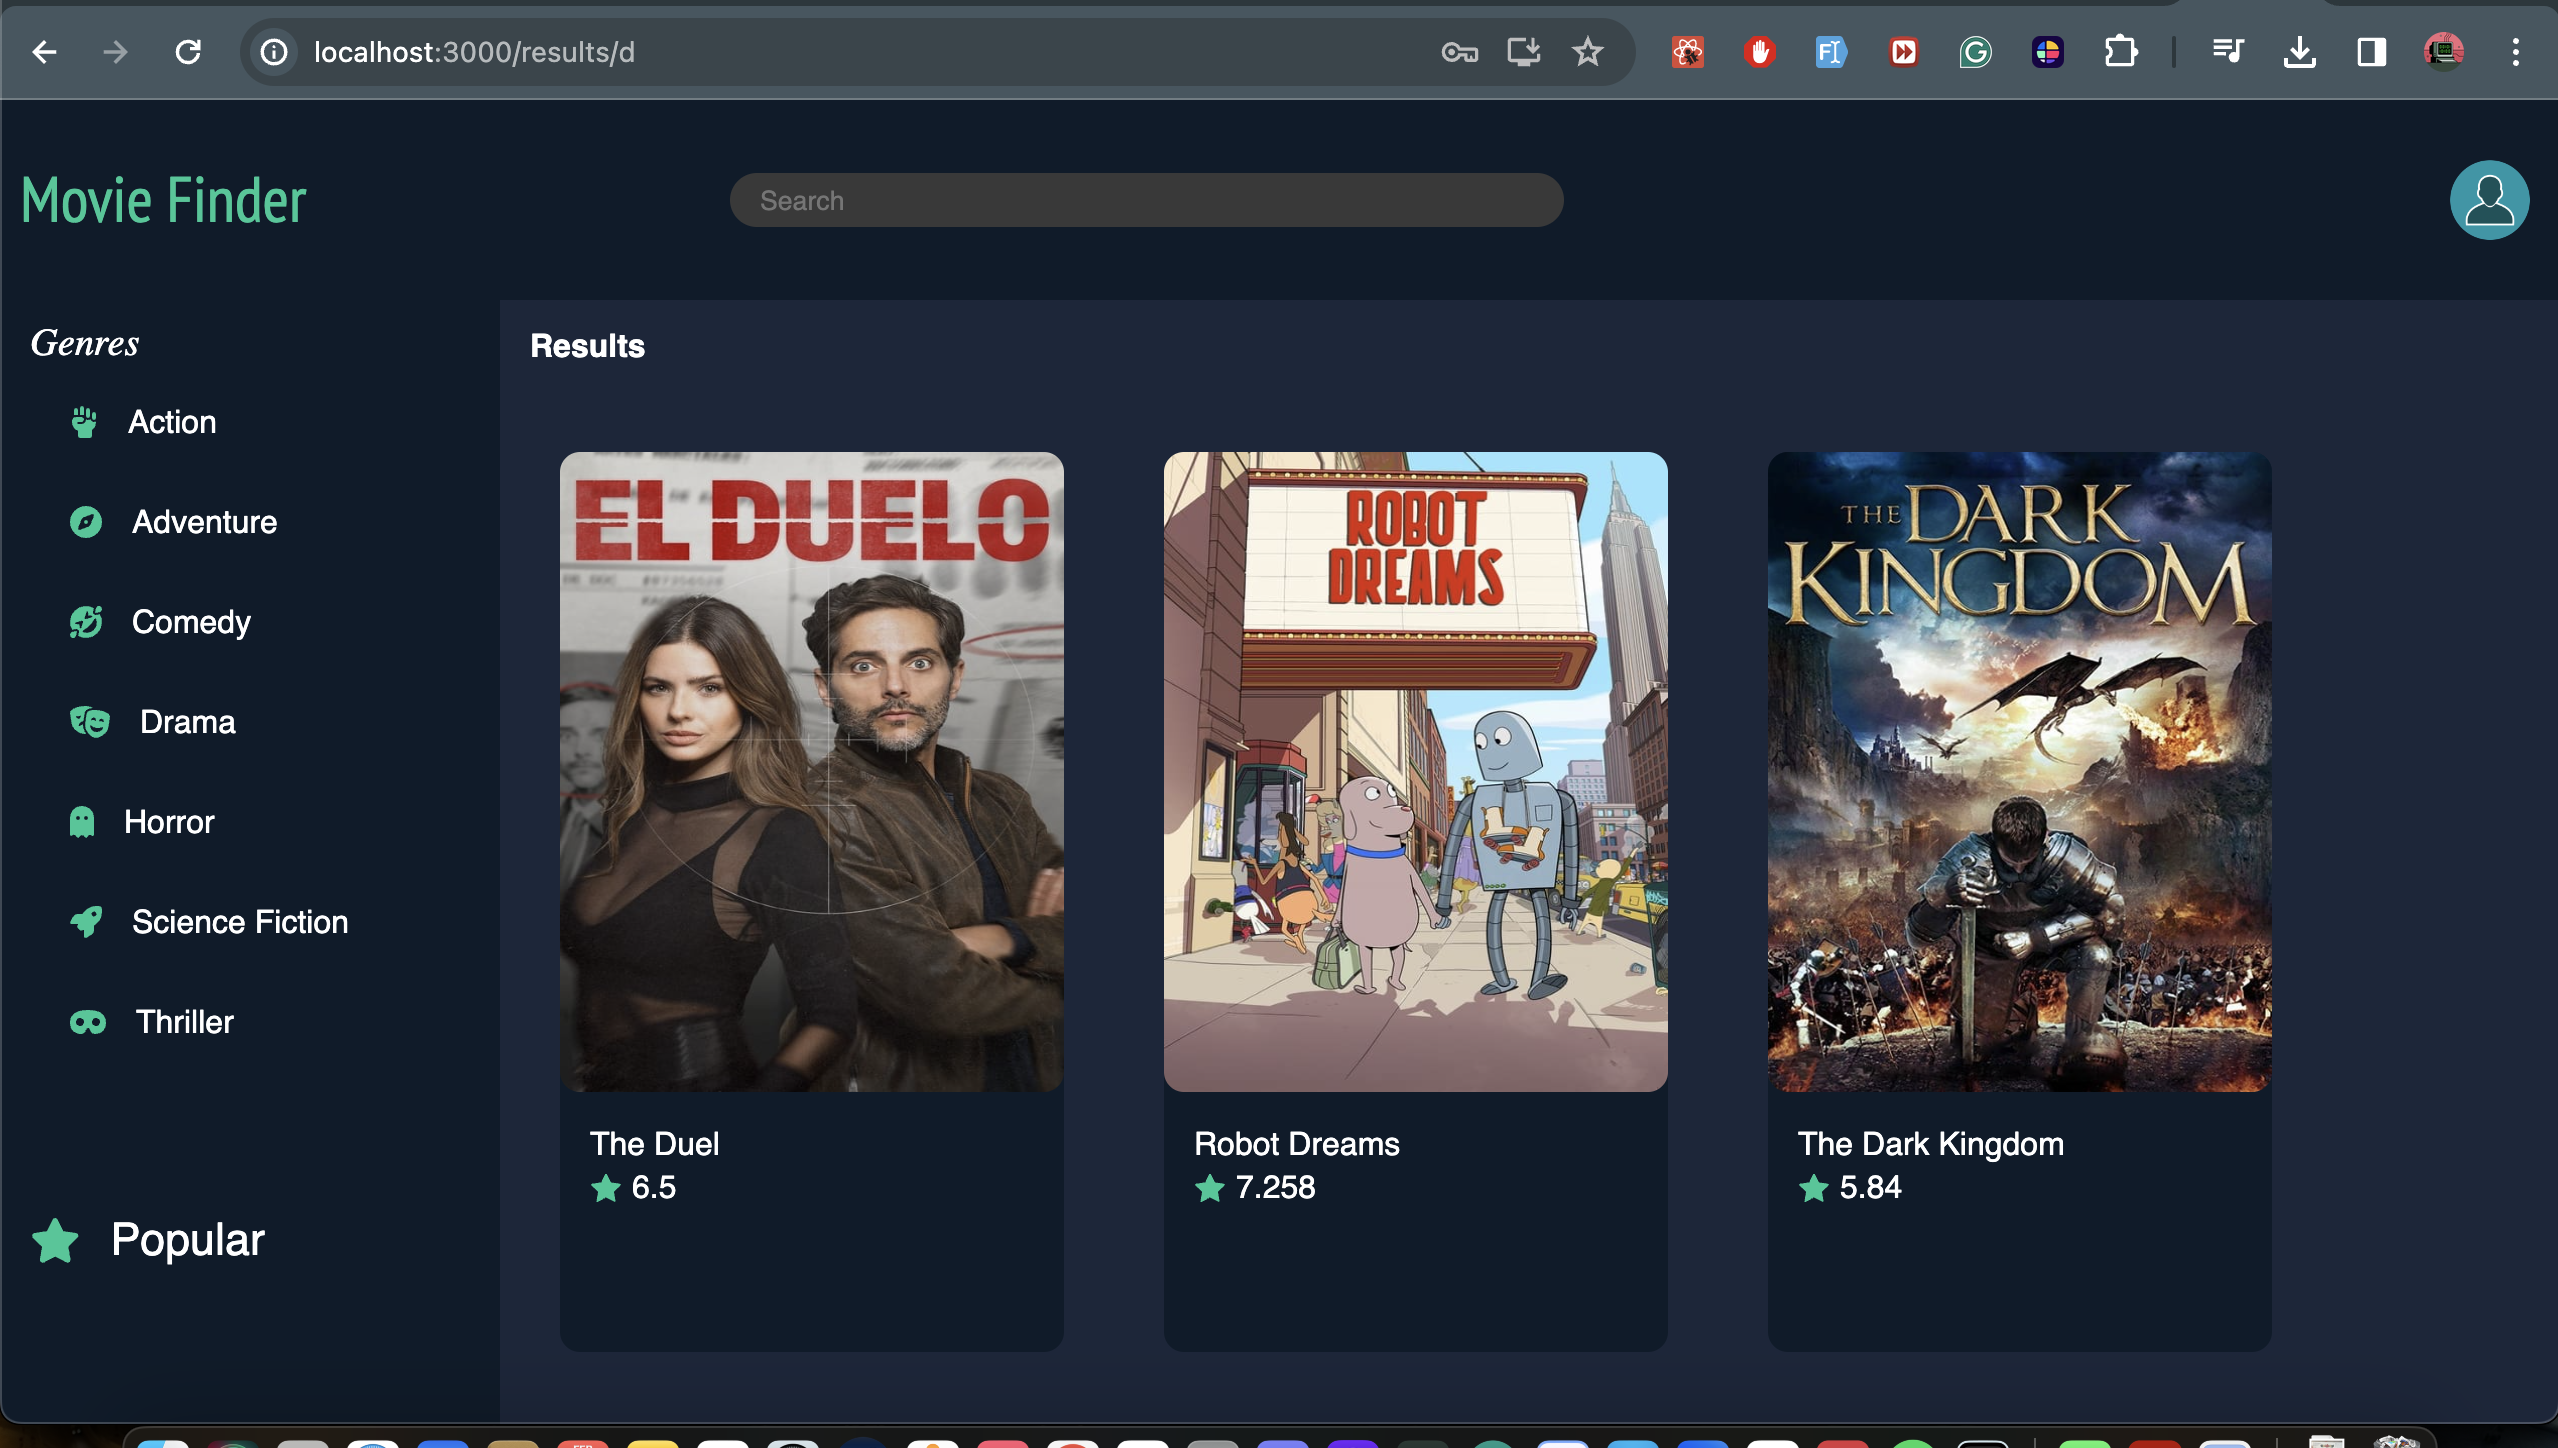 localhost:3000/results/d
Movie Finder
Search
Genres
Action
Adventure
Comedy
Drama
Horror
Science Fiction
Thriller
Popular
Results
EL DUELO
The Duel
6.5
ROBOT
DREAMS
Robot Dreams
7.258
THE DARK
KINGDOM
The Dark Kingdom
5.84